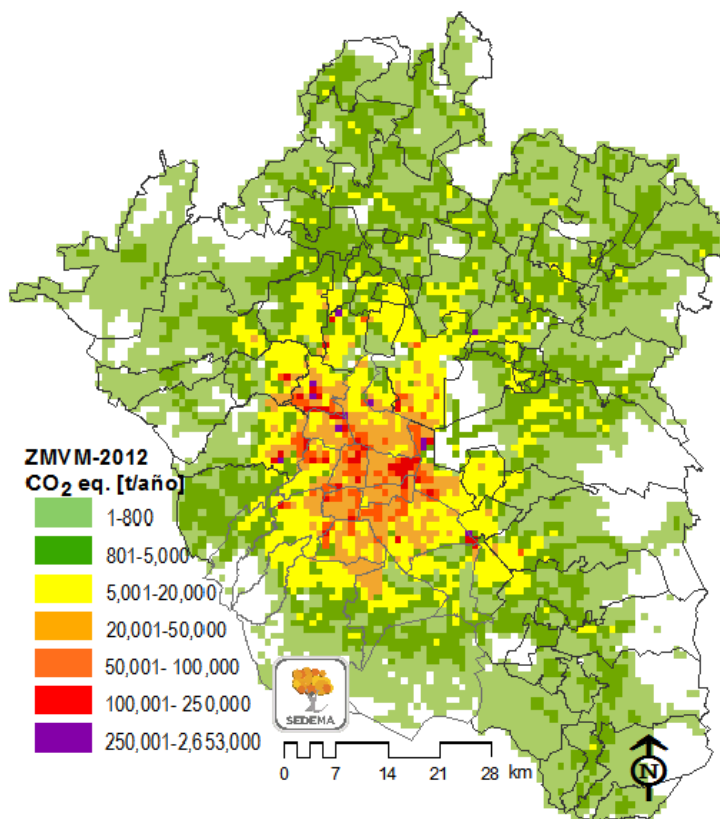 ZMVM-2012
CO2 eq. [t/año]
1-800
801-5,000
5,001-20,000
20,001-50,000
50,001- 100,000
100,001- 250,000
250,001-2,653,000
SEDEMA
0 7 14 21 28 km
N